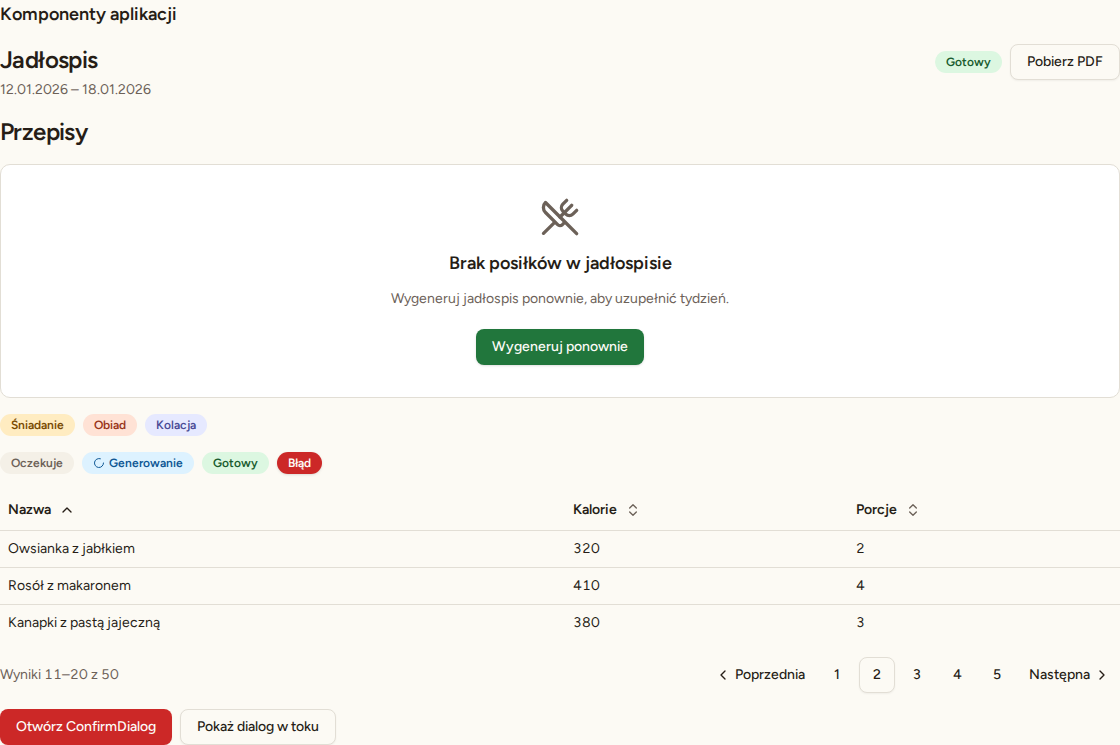 Komponenty aplikacji
Jadłospis
Gotowy Pobierz PDF
12.01.2026 – 18.01.2026
Przepisy
Brak posiłków w jadłospisie
Wygeneruj jadłospis ponownie, aby uzupełnić tydzień.
Wygeneruj ponownie
Śniadanie Obiad Kolacja
Oczekuje Generowanie Gotowy Błąd
Nazwa Kalorie Porcje
Owsianka z jabłkiem 320 2
Rosół z makaronem 410 4
Kanapki z pastą jajeczną 380 3
Wyniki 11–20 z 50 Poprzednia 1 2 3 4 5 Następna
Otwórz ConfirmDialog Pokaż dialog w toku